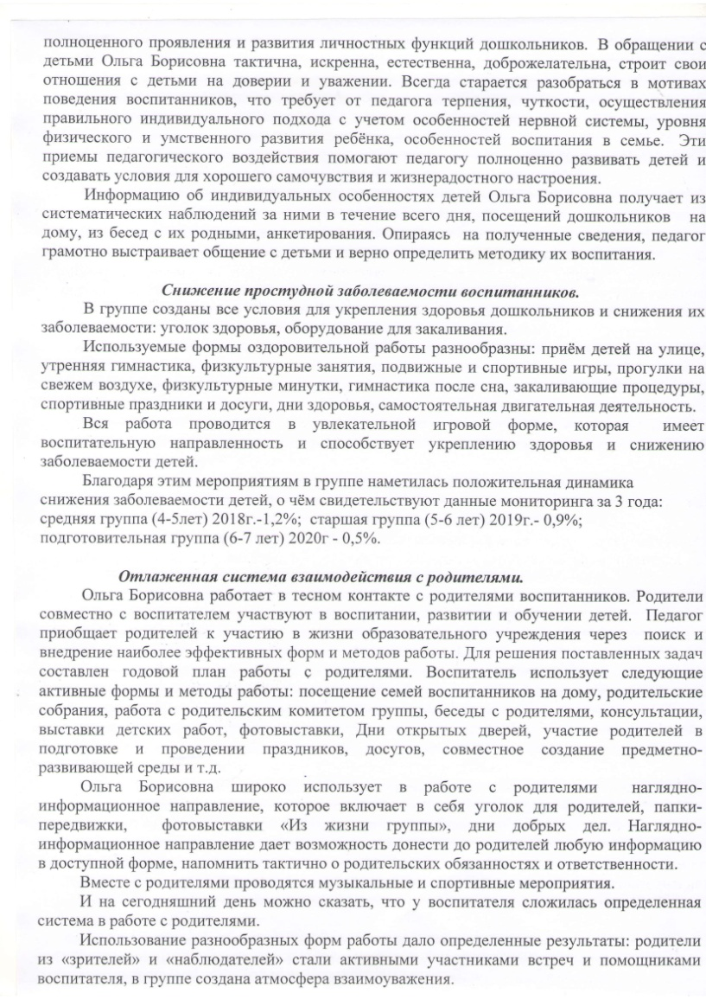 полноценного проявления и развития личностных функций дошкольников. В обращении с
детьми Ольга Борисовна тактична, искренна, естественна, доброжелательна, строит свои
отношения с детьми на доверии и уважении. Всегда старается разобраться в мотивах
поведения воспитанников, что требует от педагога терпения, чуткости, осуществления
правильного индивидуального подхода с учетом особенностей нервной системы, уровня
физического и умственного развития ребёнка, особенностей воспитания в семье. Эти
приемы педагогического воздействия помогают педагогу полноценно развивать детей и
создавать условия для хорошего самочувствия и жизнерадостного настроения.
Информацию об индивидуальных особенностях детей Ольга Борисовна получает из
систематических наблюдений за ними в течение всего дня, посещений дошкольников на
дому, из бесед с их родными, анкетирования. Опираясь на полученные сведения, педагог
грамотно выстраивает общение с детьми и верно определить методику их воспитания.
Снижение простудной заболеваемости воспитанников.
В группе созданы все условия для укрепления здоровья дошкольников и снижения их
заболеваемости: уголок здоровья, оборудование для закаливания.
Используемые формы оздоровительной работы разнообразны: приём детей на улице,
утренняя гимнастика, физкультурные занятия, подвижные и спортивные игры, прогулки на
свежем воздухе, физкультурные минутки, гимнастика после сна, закаливающие процедуры,
спортивные праздники и досуги, дни здоровья, самостоятельная двигательная деятельность.
Вся работа проводится в увлекательной игровой форме, которая имеет
воспитательную направленность и способствует укреплению здоровья и снижению
заболеваемости детей.
Благодаря этим мероприятиям в группе наметилась положительная динамика
снижения заболеваемости детей, о чём свидетельствуют данные мониторинга за 3 года:
средняя группа (4-5лет) 2018г.-1,2%; старшая группа (5-6 лет) 2019г.- 0,9%;
подготовительная группа (6-7 лет) 2020г - 0,5%.
Отлаженная система взаимодействия с родителями.
Ольга Борисовна работает в тесном контакте с родителями воспитанников. Родители
совместно с воспитателем участвуют в воспитании, развитии и обучении детей. Педагог
приобщает родителей к участию в жизни образовательного учреждения через поиск и
внедрение наиболее эффективных форм и методов работы. Для решения поставленных задач
составлен годовой план работы с родителями. Воспитатель использует следующие
активные формы и методы работы: посещение семей воспитанников на дому, родительские
собрания, работа с родительским комитетом группы, беседы с родителями, консультации,
выставки детских работ, фотовыставки, Дни открытых дверей, участие родителей в
подготовке и проведении праздников, досугов, совместное создание предметно-
развивающей среды и т.д.
Ольга Борисовна широко использует в работе с родителями наглядно-
информационное направление, которое включает в себя уголок для родителей, папки-
передвижки, фотовыставки «Из жизни группы», дни добрых дел. Наглядно-
информационное направление дает возможность донести до родителей любую информацию
в доступной форме, напомнить тактично о родительских обязанностях и ответственности.
Вместе с родителями проводятся музыкальные и спортивные мероприятия.
И на сегодняшний день можно сказать, что у воспитателя сложилась определенная
система в работе с родителями.
Использование разнообразных форм работы дало определенные результаты: родители
из «зрителей» и «наблюдателей» стали активными участниками встреч и помощниками
воспитателя, в группе создана атмосфера взаимоуважения.